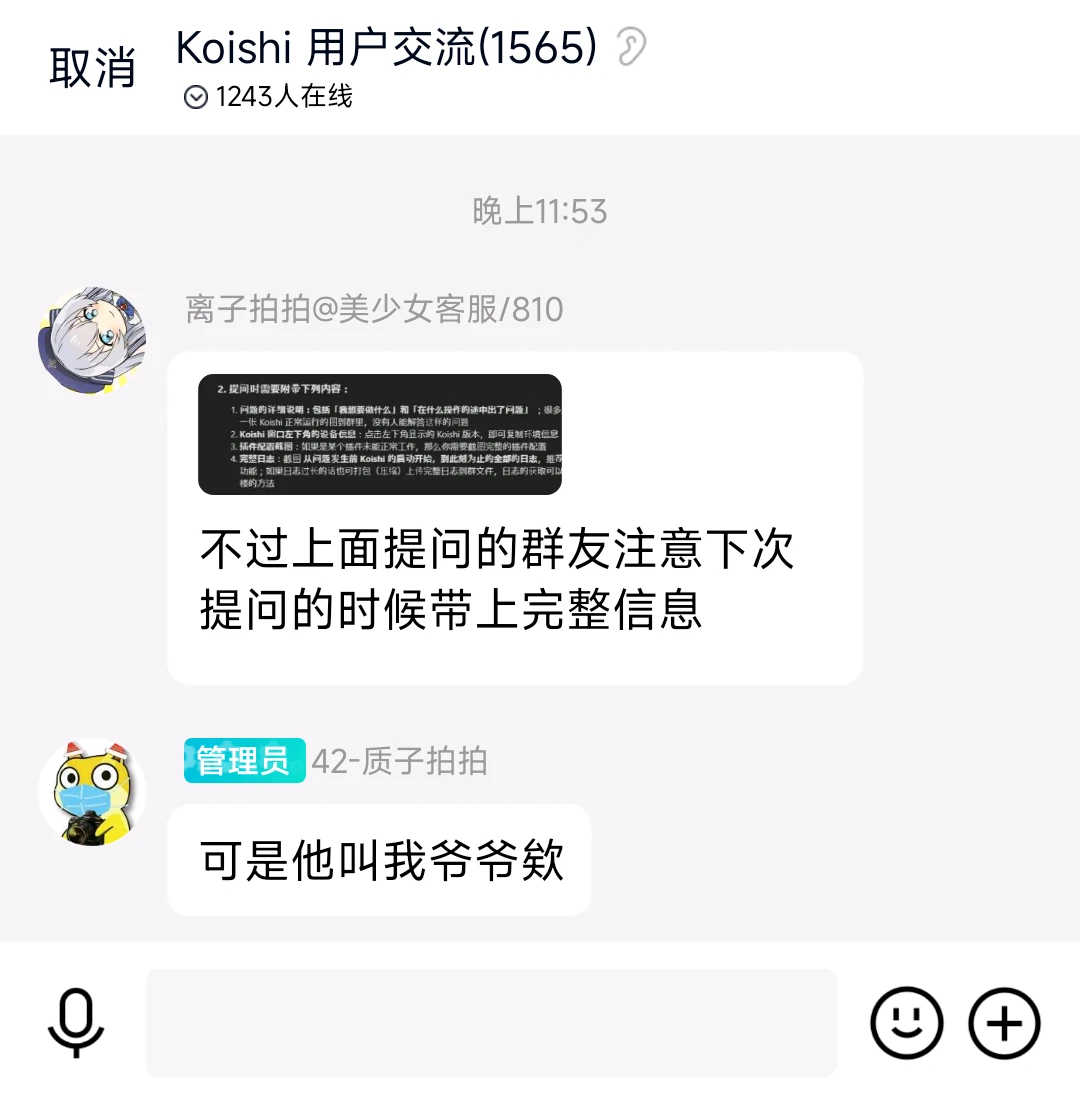 取消
Koishi 用户交流(1565)
1243人在线
晚上11:53
离子拍拍@美少女客服/810
2. 提问时需要附带下列内容：
1. 问题的详细说明：包括「我想要做什么」和「在什么操作的途中出了问题」；很多
一张 Koishi 正常运行的图到群里，没有人能解答这样的问题
2. Koishi 窗口左下角的设备信息：点击左下角显示的 Koishi 版本，即可复制环境信息
3. 插件配置截图：如果是某个插件未能正常工作，那么你需要截图完整的插件配置
4. 完整日志：截图 从问题发生前 Koishi 的启动开始，到此刻为止的全部的日志，推荐
功能；如果日志过长的话也可打包（压缩）上传完整日志到群文件，日志的获取可以
楼的方法
不过上面提问的群友注意下次
提问的时候带上完整信息
管理员 42-质子拍拍
可是他叫我爷爷欸